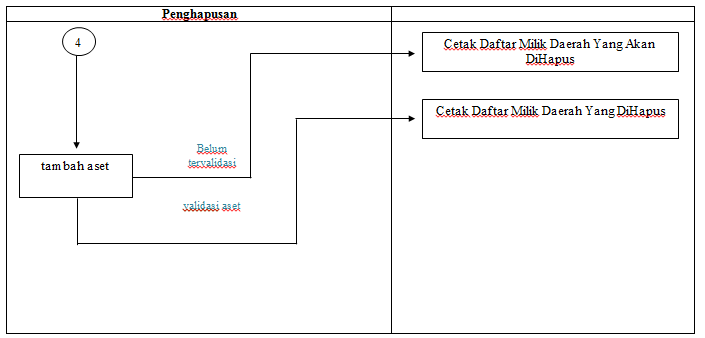 Penghapusan
4
Cetak Daftar Milik Daerah Yang Akan
DiHapus
Cetak Daftar Milik Daerah Yang DiHapus
Belum
tervalidasi
tambah aset
validasi aset